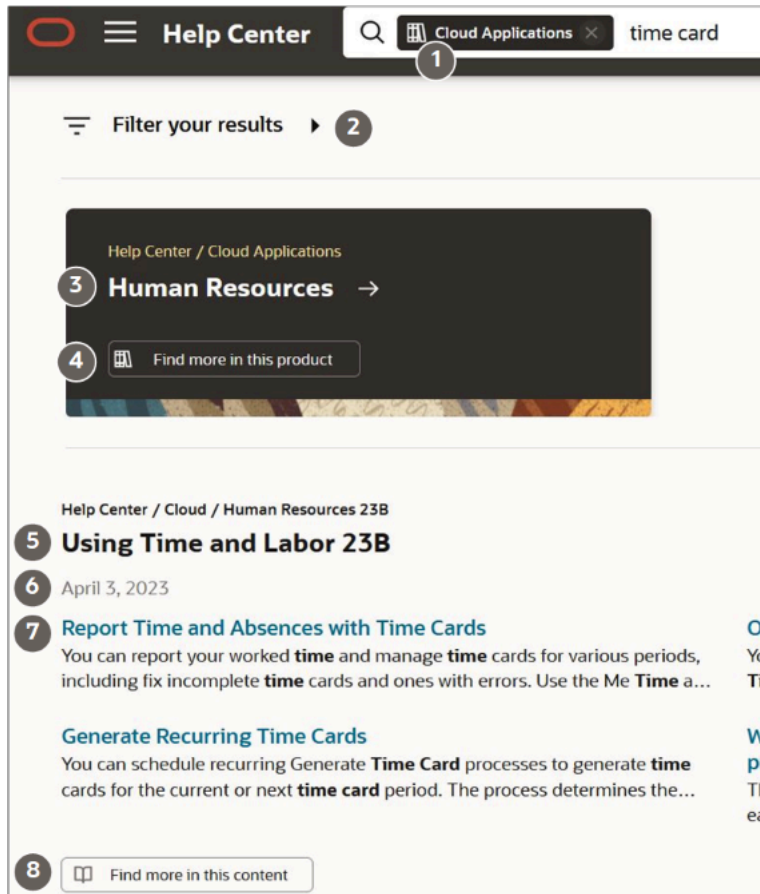 Help Center
Cloud Applications × time card
1
Filter your results
2
Help Center / Cloud Applications
3
Human Resources →
4
Find more in this product
Help Center / Cloud / Human Resources 23B
5
Using Time and Labor 23B
6
April 3, 2023
7
Report Time and Absences with Time Cards
You can report your worked time and manage time cards for various periods,
including fix incomplete time cards and ones with errors. Use the Me Time a...
Generate Recurring Time Cards
You can schedule recurring Generate Time Card processes to generate time
cards for the current or next time card period. The process determines the...
8
Find more in this content